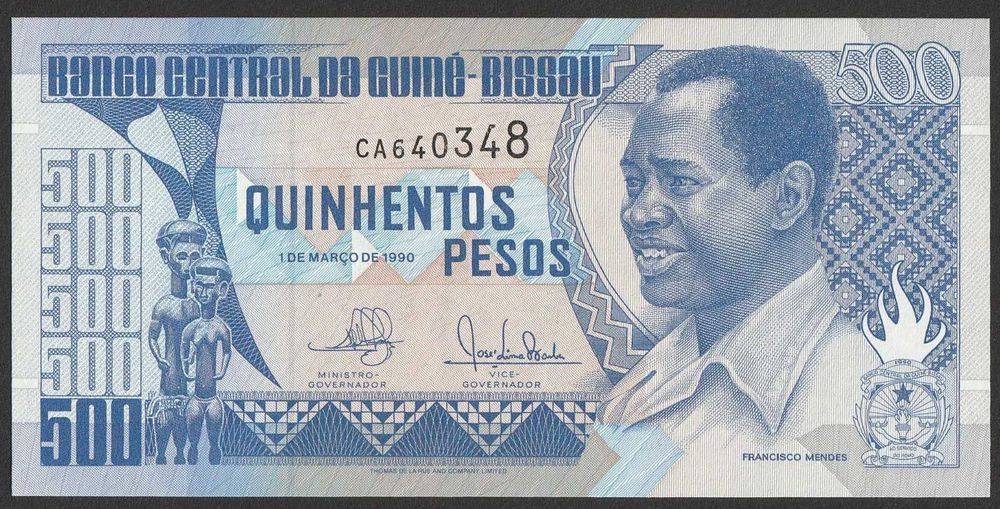 BANCO CENTRAL DA GUINÉ-BISSAU
500
CA640348
500
500
500
500
500
QUINHENTOS
PESOS
1 DE MARÇO DE 1990
MINISTRO-
GOVERNADOR
VICE-
GOVERNADOR
1990
FRANCISCO MENDES
THOMAS DE LA RUE AND COMPANY LIMITED